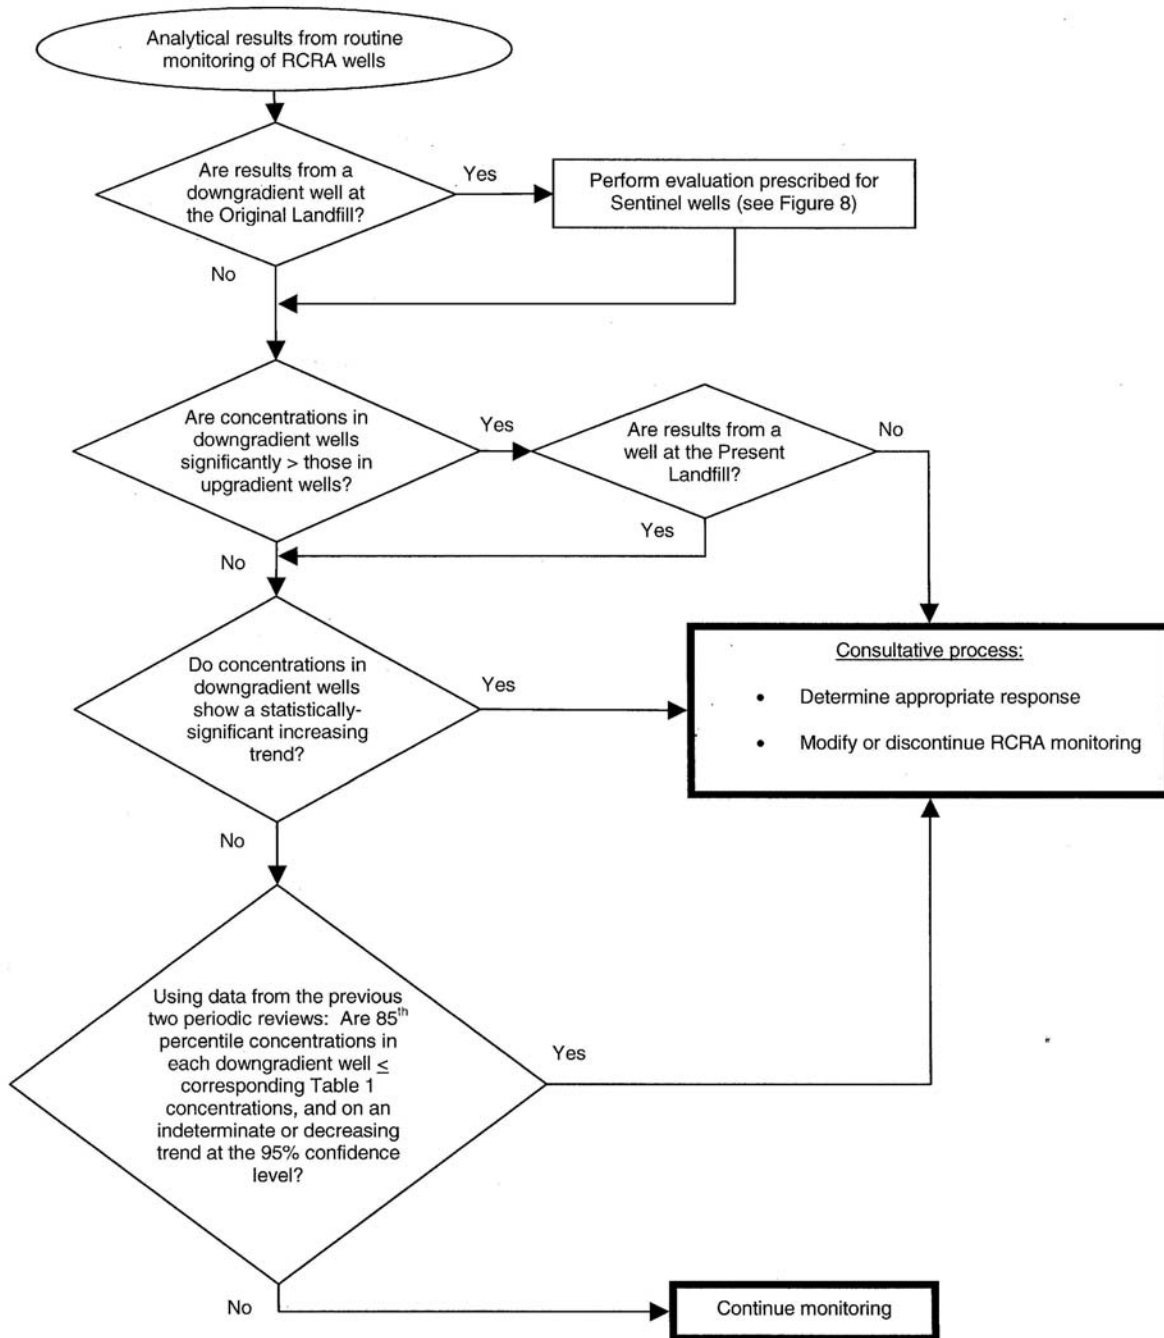 Analytical results from routine
monitoring of RCRA wells
Are results from a
downgradient well at
the Original Landfill?
Yes
Perform evaluation prescribed for
Sentinel wells (see Figure 8)
No
Are concentrations in
downgradient wells
significantly > those in
upgradient wells?
Yes
Are results from a
well at the Present
Landfill?
No
Yes
No
Do concentrations in
downgradient wells
show a statistically-
significant increasing
trend?
Yes
Consultative process:
• Determine appropriate response
• Modify or discontinue RCRA monitoring
No
Using data from the previous
two periodic reviews: Are 85th
percentile concentrations in
each downgradient well ≤
corresponding Table 1
concentrations, and on an
indeterminate or decreasing
trend at the 95% confidence
level?
Yes
No
Continue monitoring